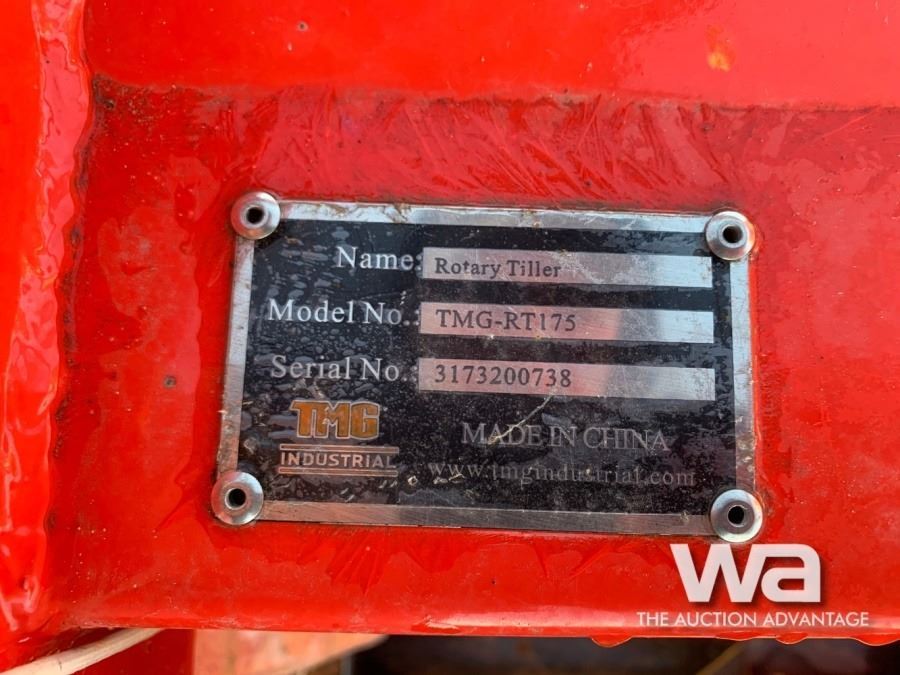 Name: Rotary Tiller
Model No.: TMG-RT175
Serial No.: 3173200738
TMG
INDUSTRIAL
MADE IN CHINA
www.tmgindustrial.com
wa
THE AUCTION ADVANTAGE